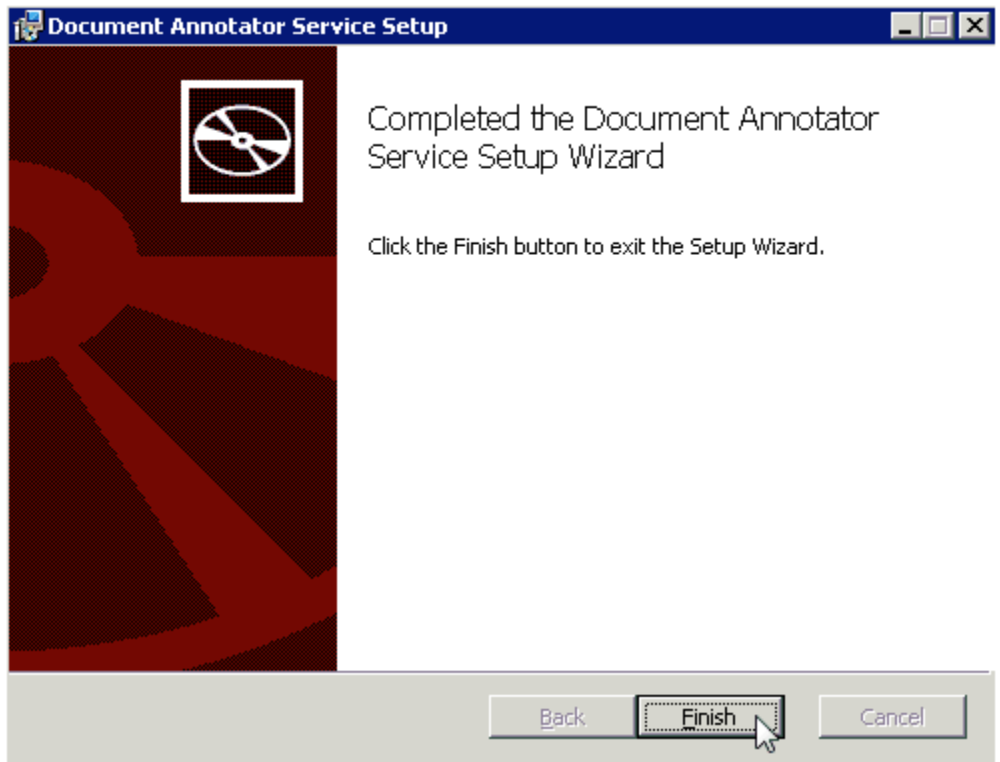 Document Annotator Service Setup
Completed the Document Annotator
Service Setup Wizard
Click the Finish button to exit the Setup Wizard.
Back
Finish
Cancel